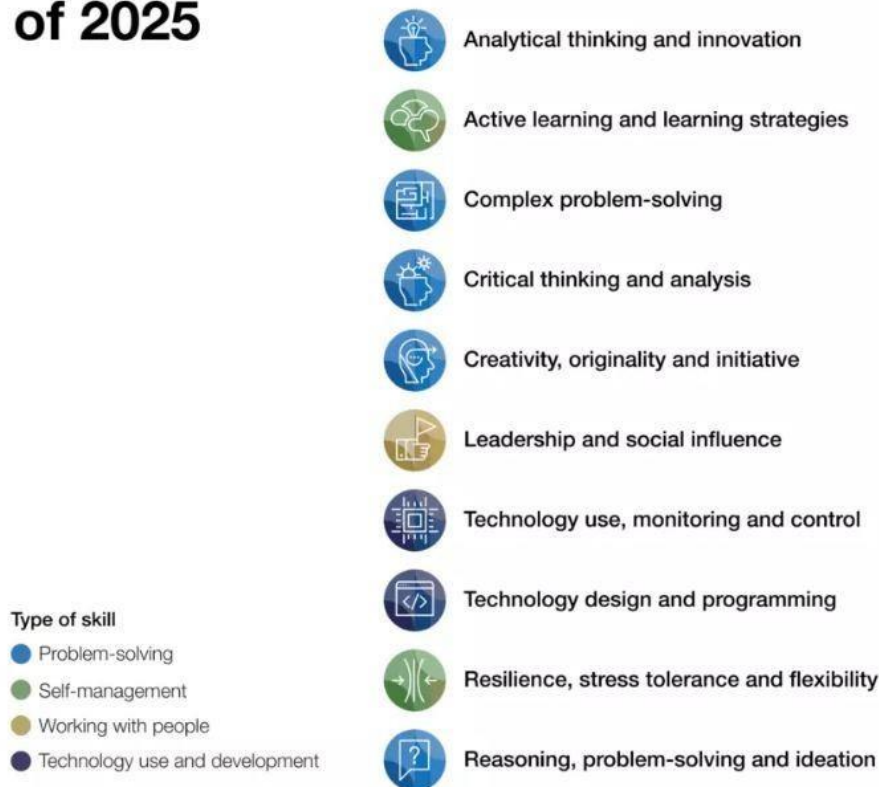 of 2025
Analytical thinking and innovation
Active learning and learning strategies
Complex problem-solving
Critical thinking and analysis
Creativity, originality and initiative
Leadership and social influence
Technology use, monitoring and control
Technology design and programming
Resilience, stress tolerance and flexibility
Reasoning, problem-solving and ideation
Type of skill
Problem-solving
Self-management
Working with people
Technology use and development